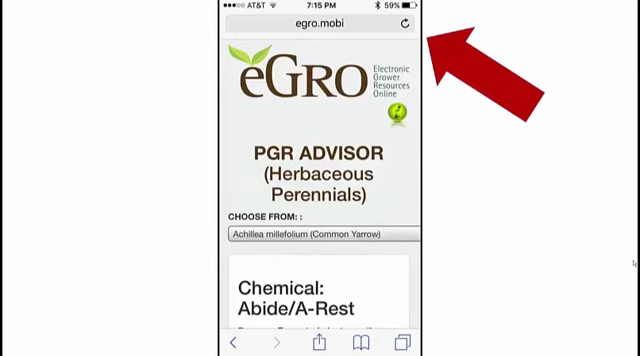 AT&T 7:15 PM 59%
egro.mobi
eGRO Electronic
Grower
Resources
Online
PGR ADVISOR
(Herbaceous
Perennials)
CHOOSE FROM: :
Achillea millefolium (Common Yarrow)
Chemical:
Abide/A-Rest